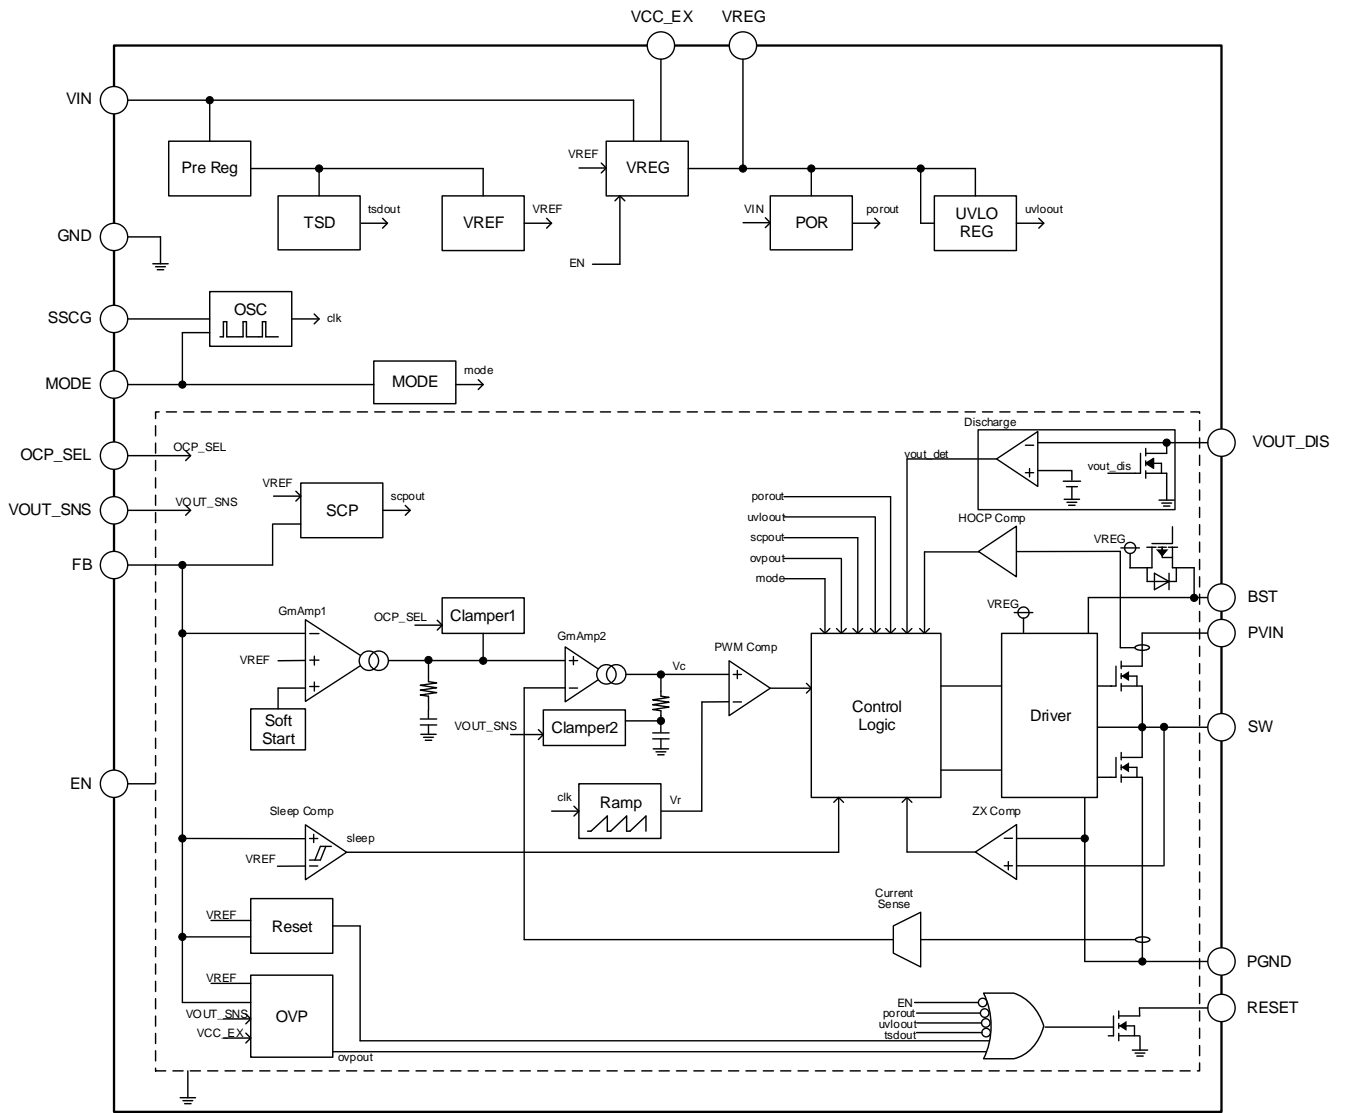 VCC_EX
VREG
VIN
Pre Reg
VREF
VREG
TSD
tsdout
VREF
VREF
VIN
POR
porout
UVLO
REG
uvloout
GND
EN
SSCG
OSC
clk
MODE
MODE
mode
OCP_SEL
OCP_SEL
VOUT_SNS
VOUT_SNS
VREF
SCP
scpout
FB
Discharge
vout_det
vout_dis
VOUT_DIS
porout
uvloout
scpout
ovpout
mode
HOCP Comp
VREG
BST
VREG
PVIN
GmAmp1
VREF
Soft
Start
OCP_SEL
Clamper1
GmAmp2
Vc
PWM Comp
VOUT_SNS
Clamper2
Control
Logic
Driver
SW
EN
clk
Ramp
Vr
Sleep Comp
sleep
VREF
ZX Comp
Current
Sense
VREF
Reset
PGND
VREF
VOUT_SNS
VCC_EX
OVP
ovpout
EN
porout
uvloout
tsdout
RESET